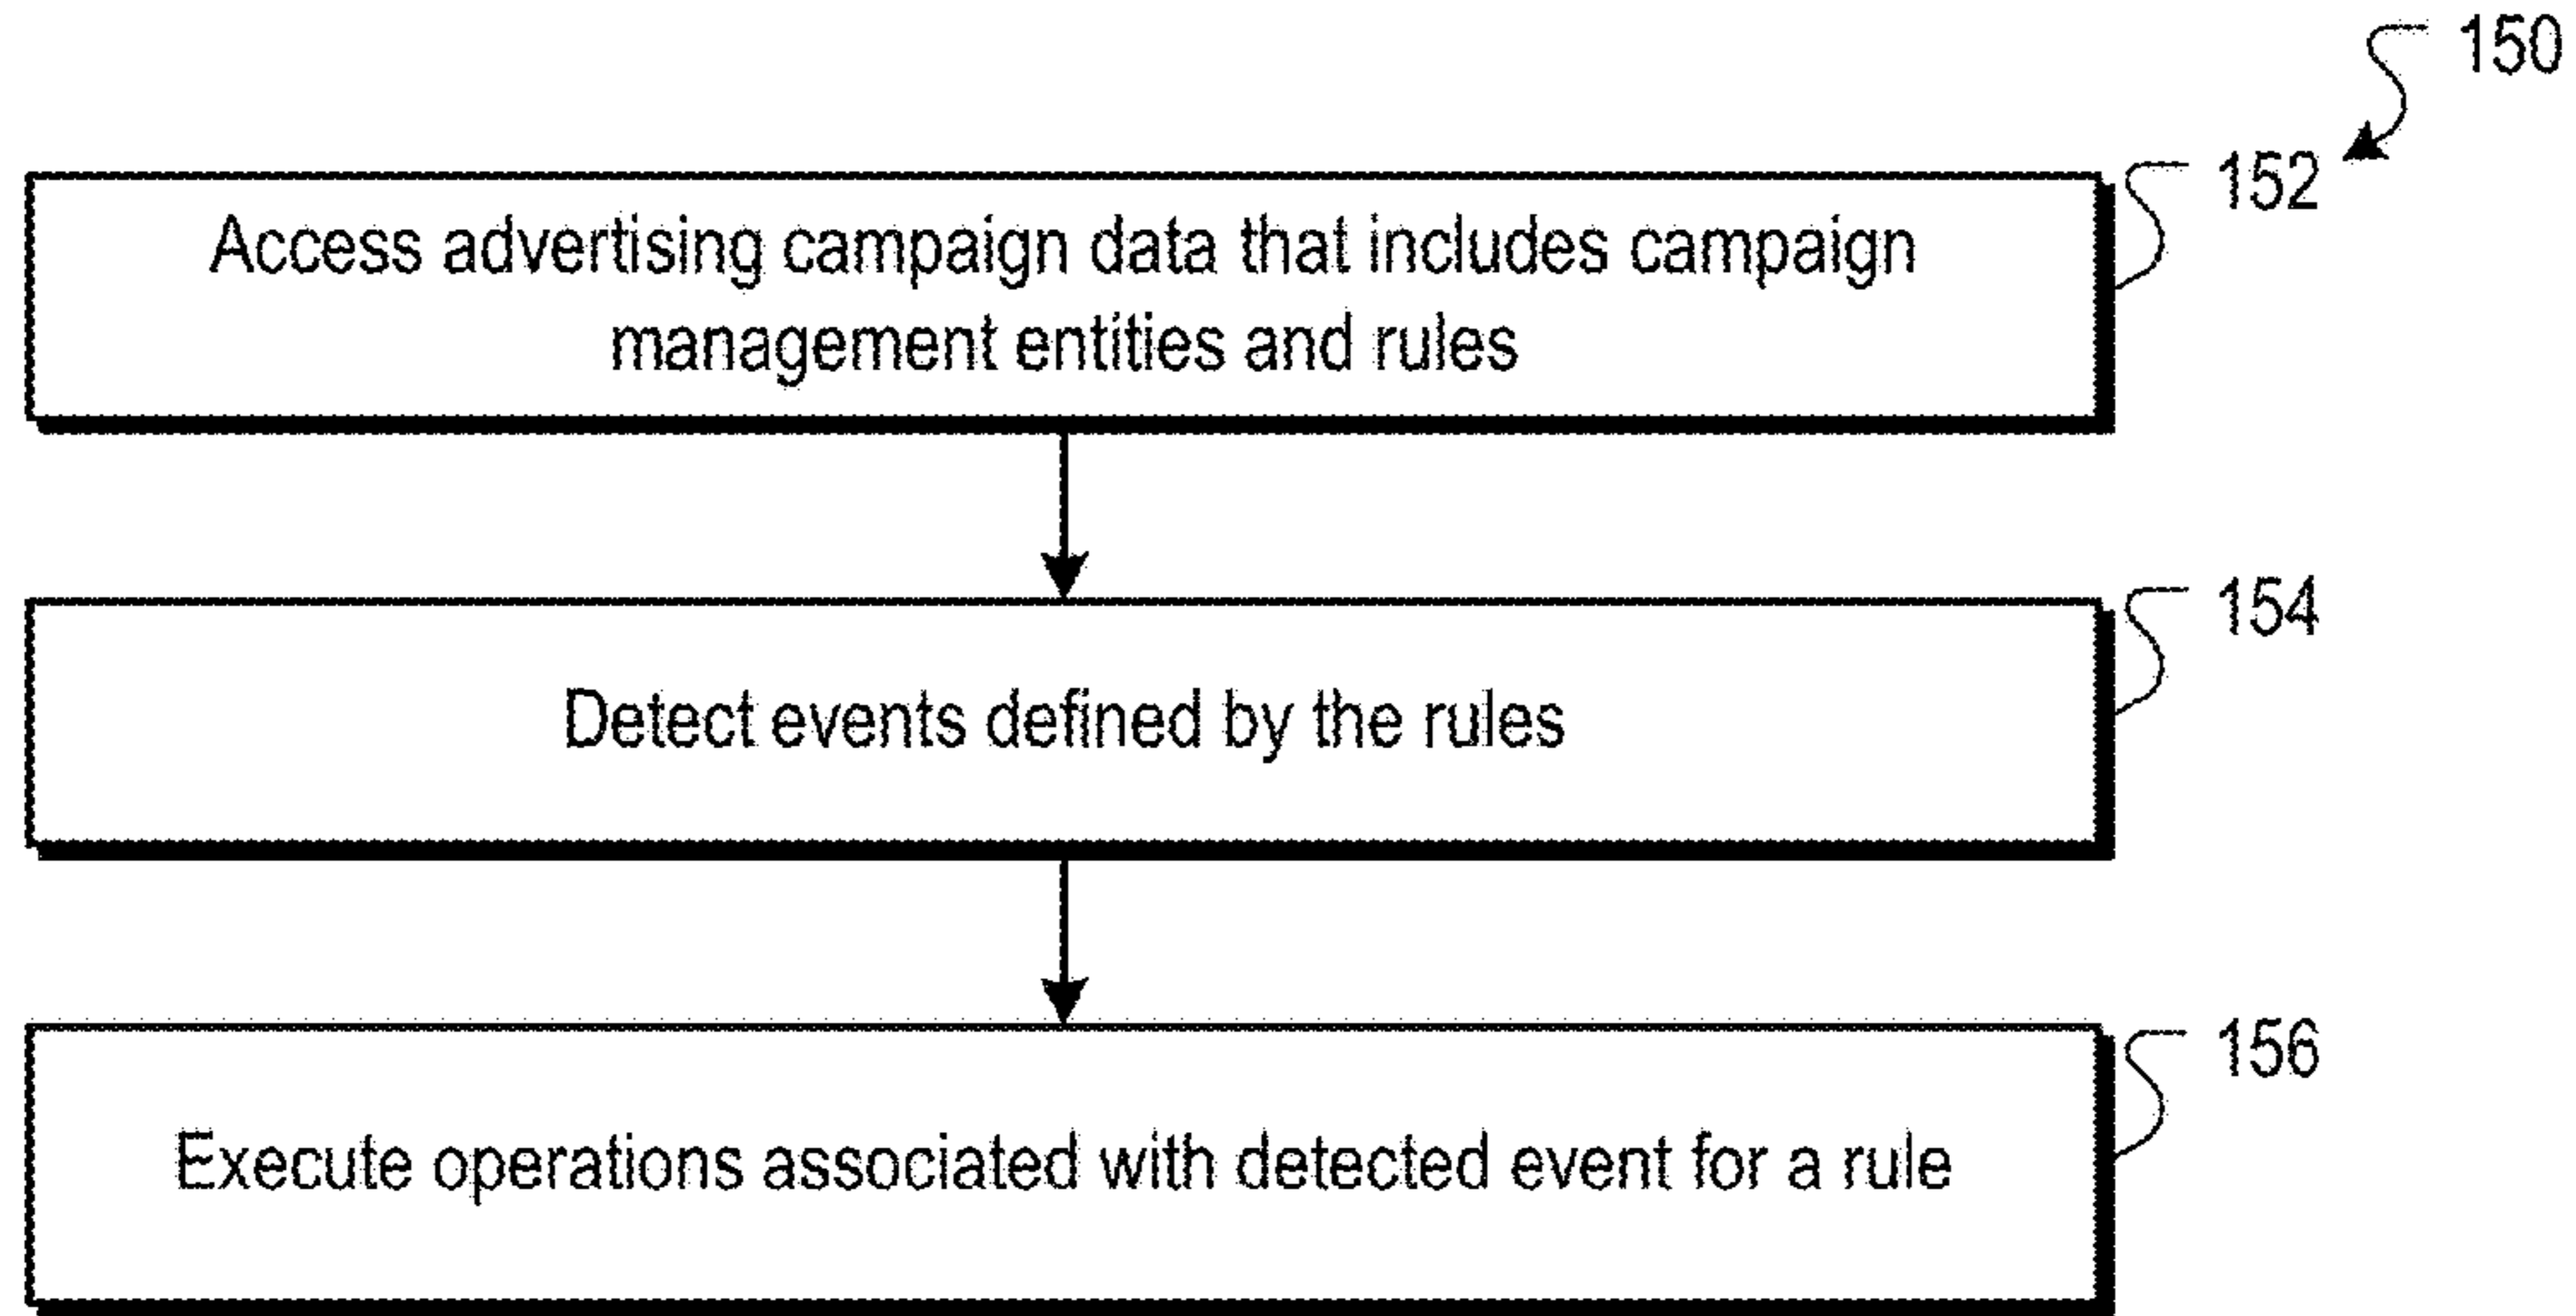 150
152
Access advertising campaign data that includes campaign
management entities and rules
154
Detect events defined by the rules
156
Execute operations associated with detected event for a rule